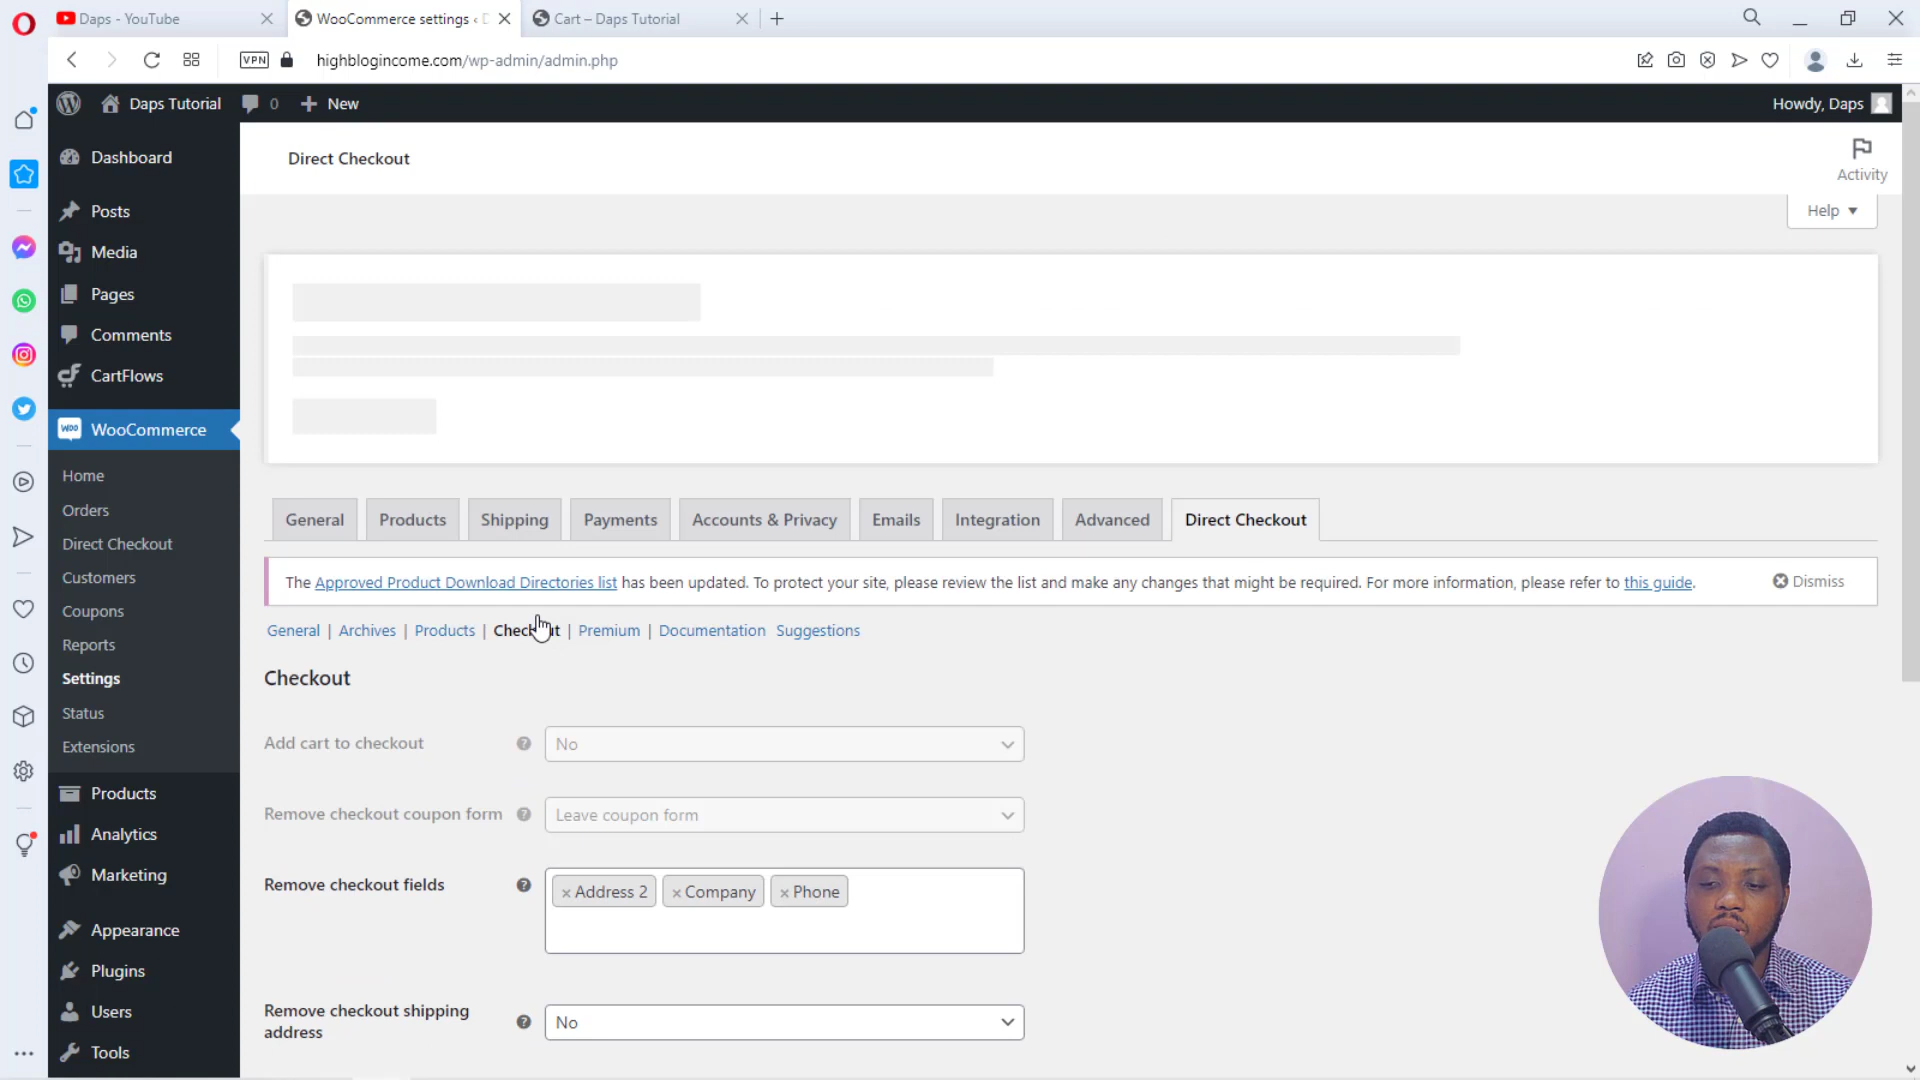 Daps - YouTube
WooCommerce settings ‹ D
Cart – Daps Tutorial
VPN
highblogincome.com/wp-admin/admin.php
Daps Tutorial
0
New
Howdy, Daps
Dashboard
Posts
Media
Pages
Comments
CartFlows
WOO
WooCommerce
Home
Orders
Direct Checkout
Customers
Coupons
Reports
Settings
Status
Extensions
Products
Analytics
Marketing
Appearance
Plugins
Users
Tools
Direct Checkout
Activity
Help
General
Products
Shipping
Payments
Accounts & Privacy
Emails
Integration
Advanced
Direct Checkout
The Approved Product Download Directories list has been updated. To protect your site, please review the list and make any changes that might be required. For more information, please refer to this guide.
Dismiss
General | Archives | Products | Checkout | Premium | Documentation Suggestions
Checkout
Add cart to checkout
No
Remove checkout coupon form
Leave coupon form
Remove checkout fields
× Address 2
× Company
× Phone
Remove checkout shipping
address
No